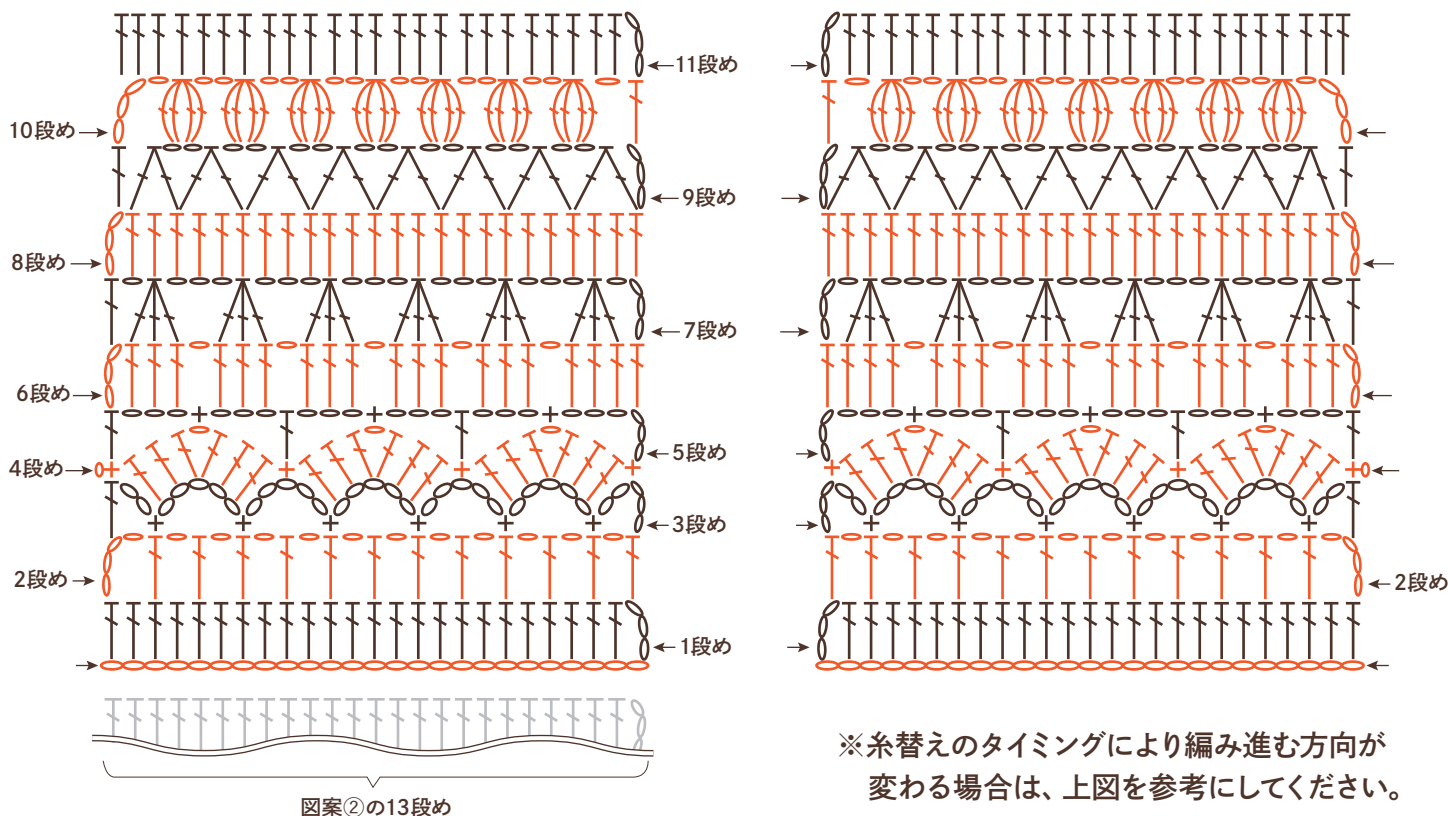 11段め
10段め
9段め
8段め
7段め
6段め
5段め
4段め
3段め
2段め
2段め
1段め
図案②の13段め
※糸替えのタイミングにより編み進む方向が
変わる場合は、上図を参考にしてください。